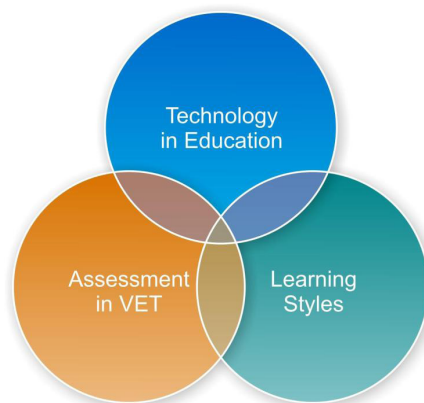 Technology
in Education
Assessment
in VET
Learning
Styles